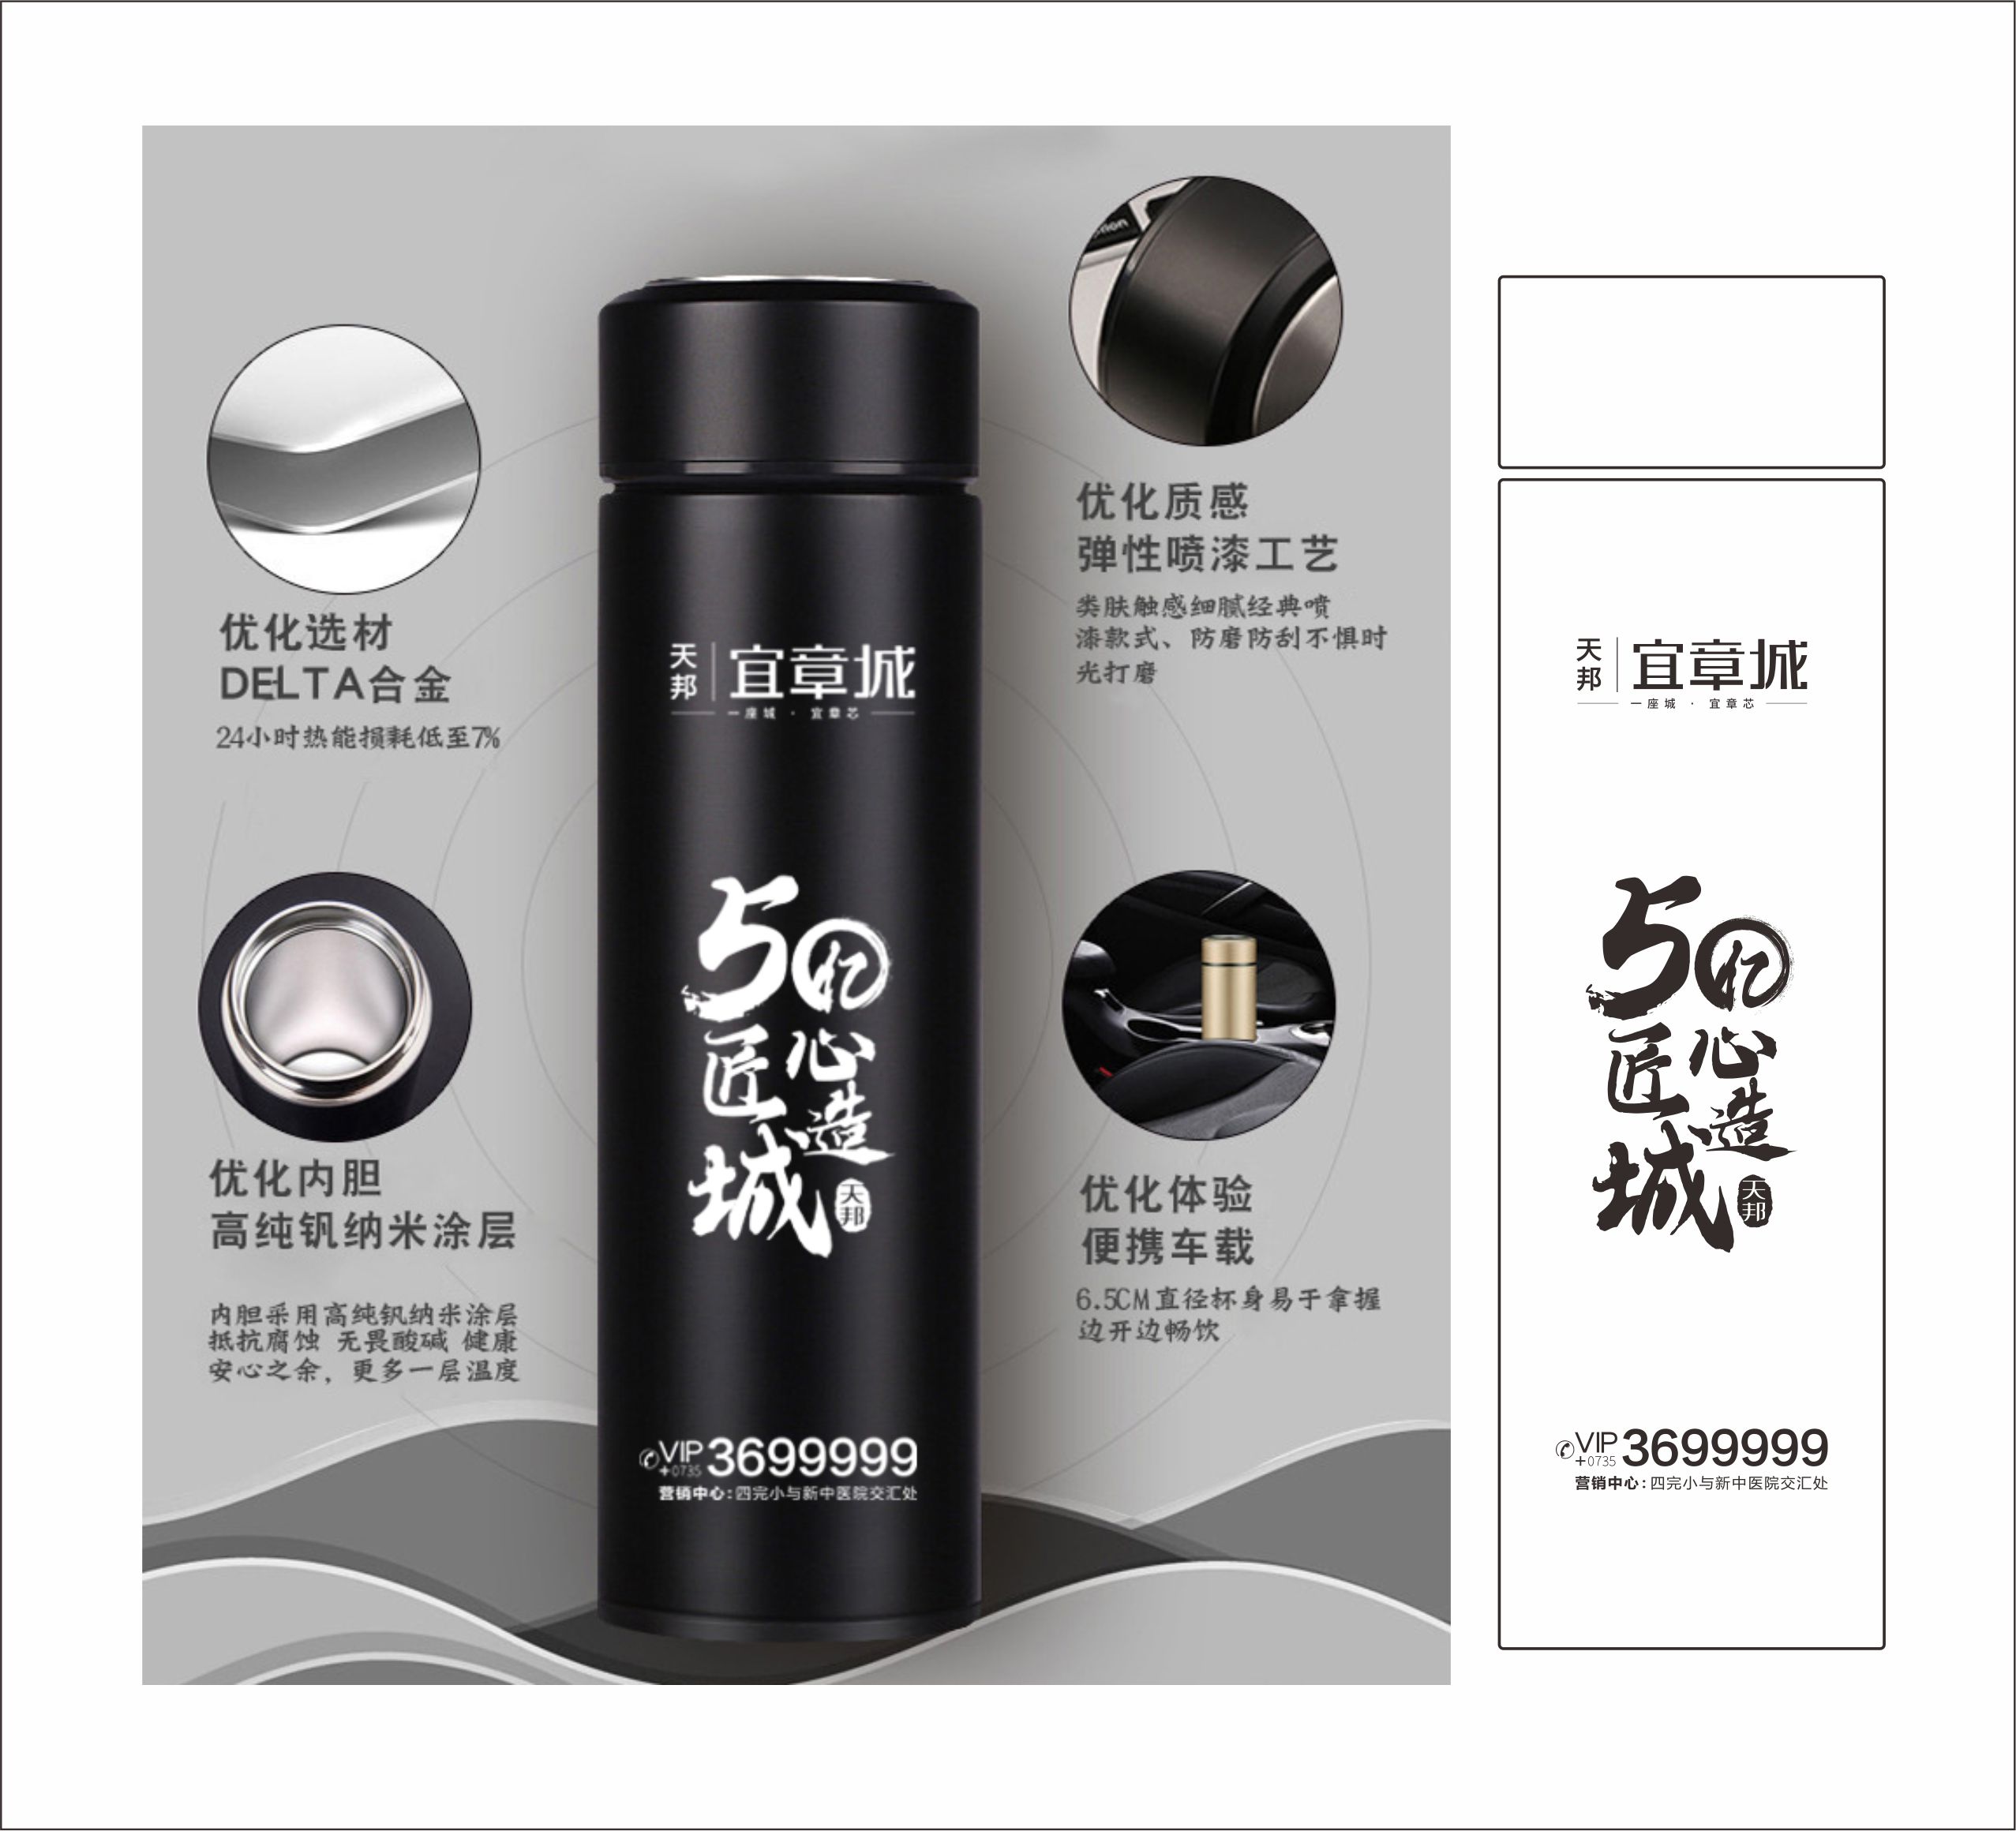 优化选材
DELTA合金
24小时热能损耗低至7%
优化内胆
高纯钒纳米涂层
内胆采用高纯钒纳米涂层
抵抗腐蚀 无畏酸碱 健康
安心之余，更多一层温度
天邦 宜章城
一座城 · 宜章芯
5亿
匠心
造
城
天邦
VIP 3699999
+0735
营销中心：四完小与新中医院交汇处
优化质感
弹性喷漆工艺
类肤触感细腻经典喷
漆款式、防磨防刮不惧时
光打磨
优化体验
便携车载
6.5CM直径杯身易于拿握
边开边畅饮
天邦 宜章城
一座城 · 宜章芯
5亿
匠心
造
城
天邦
VIP 3699999
+0735
营销中心：四完小与新中医院交汇处